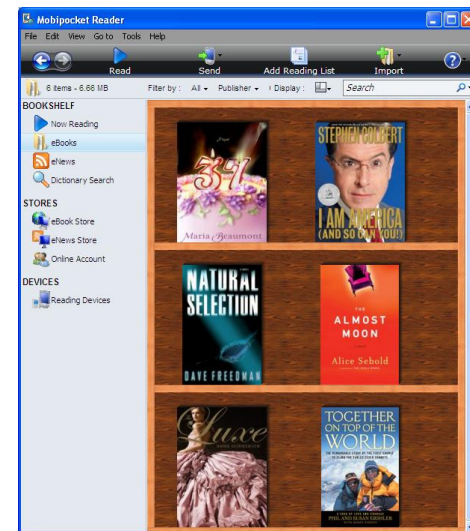 Mobipocket Reader
File Edit View Go to Tools Help
Read Send Add Reading List Import
6 items - 6.66 MB Filter by : All Publisher Display : Search
BOOKSHELF
Now Reading
eBooks
eNews
Dictionary Search
STORES
eBook Store
eNews Store
Online Account
DEVICES
Reading Devices
37
Maria Beaumont
STEPHEN COLBERT
I AM AMERICA
(AND SO CAN YOU!)
NATURAL
SELECTION
DAVE FREEDMAN
THE
ALMOST
MOON
Alice Sebold
Luxe
TOGETHER
ON TOP OF THE
WORLD
PHIL AND SUSAN ERSHLER